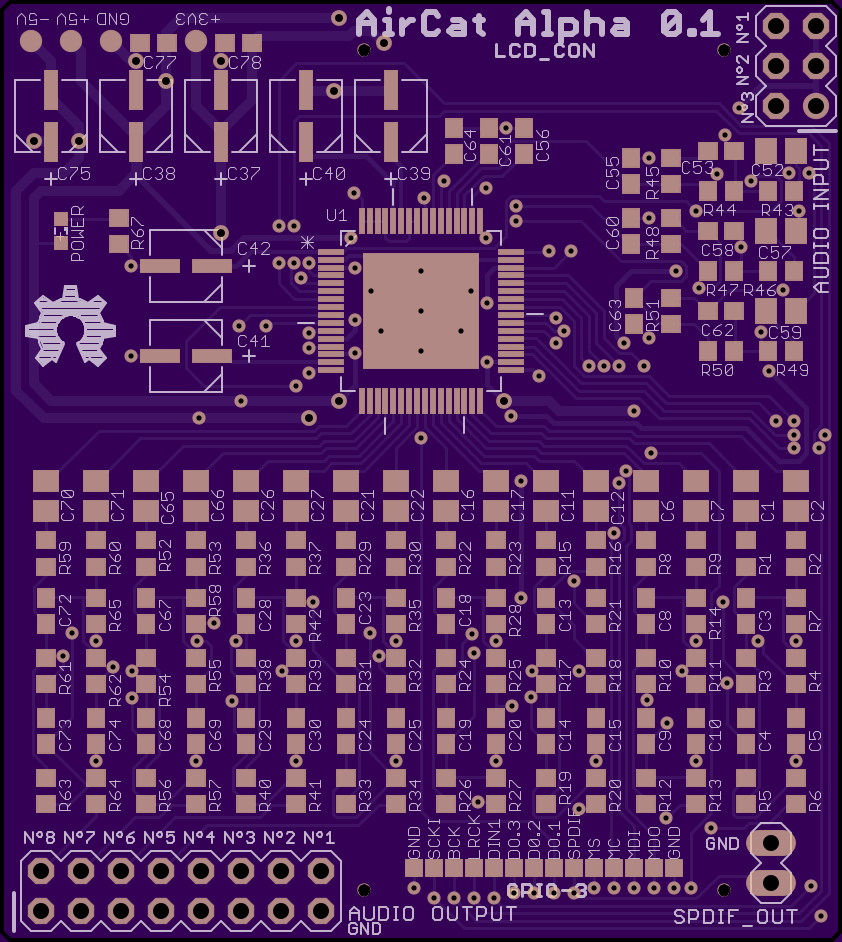 -5V +5V GND +3V3
AirCat Alpha 0.1
LCD_CON
N°1
N°2
N°3
C77 C78
C75 C38 C37 C40 C39
C64 C61 C56
C55 R45 C53 C52
R44 R43
C60 R48 C58 C57
R47 R46
C63 R51 C62 C59
R50 R49
AUDIO INPUT
POWER
R67
U1
C42
C41
C70 C71 C65 C66 C26 C27 C21 C22 C16 C17 C11 C12 C6 C7 C1 C2
R59 R60 R52 R53 R36 R37 R29 R30 R22 R23 R15 R16 R8 R9 R1 R2
C72 R65 C67 R58 C28 R42 C23 R35 C18 R28 C13 R21 C8 R14 C3 R7
R61 R62 R54 R55 R38 R39 R31 R32 R24 R25 R17 R18 R10 R11 R3 R4
C73 C74 C68 C69 C29 C30 C24 C25 C19 C20 C14 C15 C9 C10 C4 C5
R63 R64 R56 R57 R40 R41 R33 R34 R26 R27 R19 R20 R12 R13 R5 R6
N°8 N°7 N°6 N°5 N°4 N°3 N°2 N°1
GND SCKI BCK LRCK DIN1 DO.3 DO.2 DO.1 SPDIF MS MC MDI MDO GND
GND
AUDIO OUTPUT
GND
SPDIF_OUT